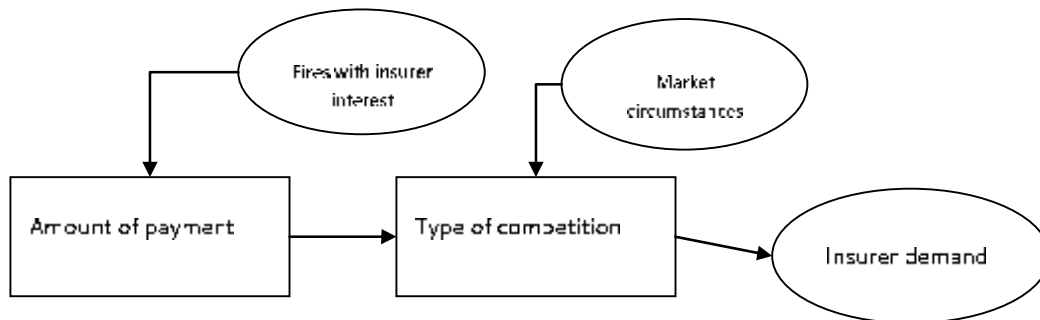 Fires with insurer
interest
Market
circumstances
Amount of payment
Type of competition
Insurer demand